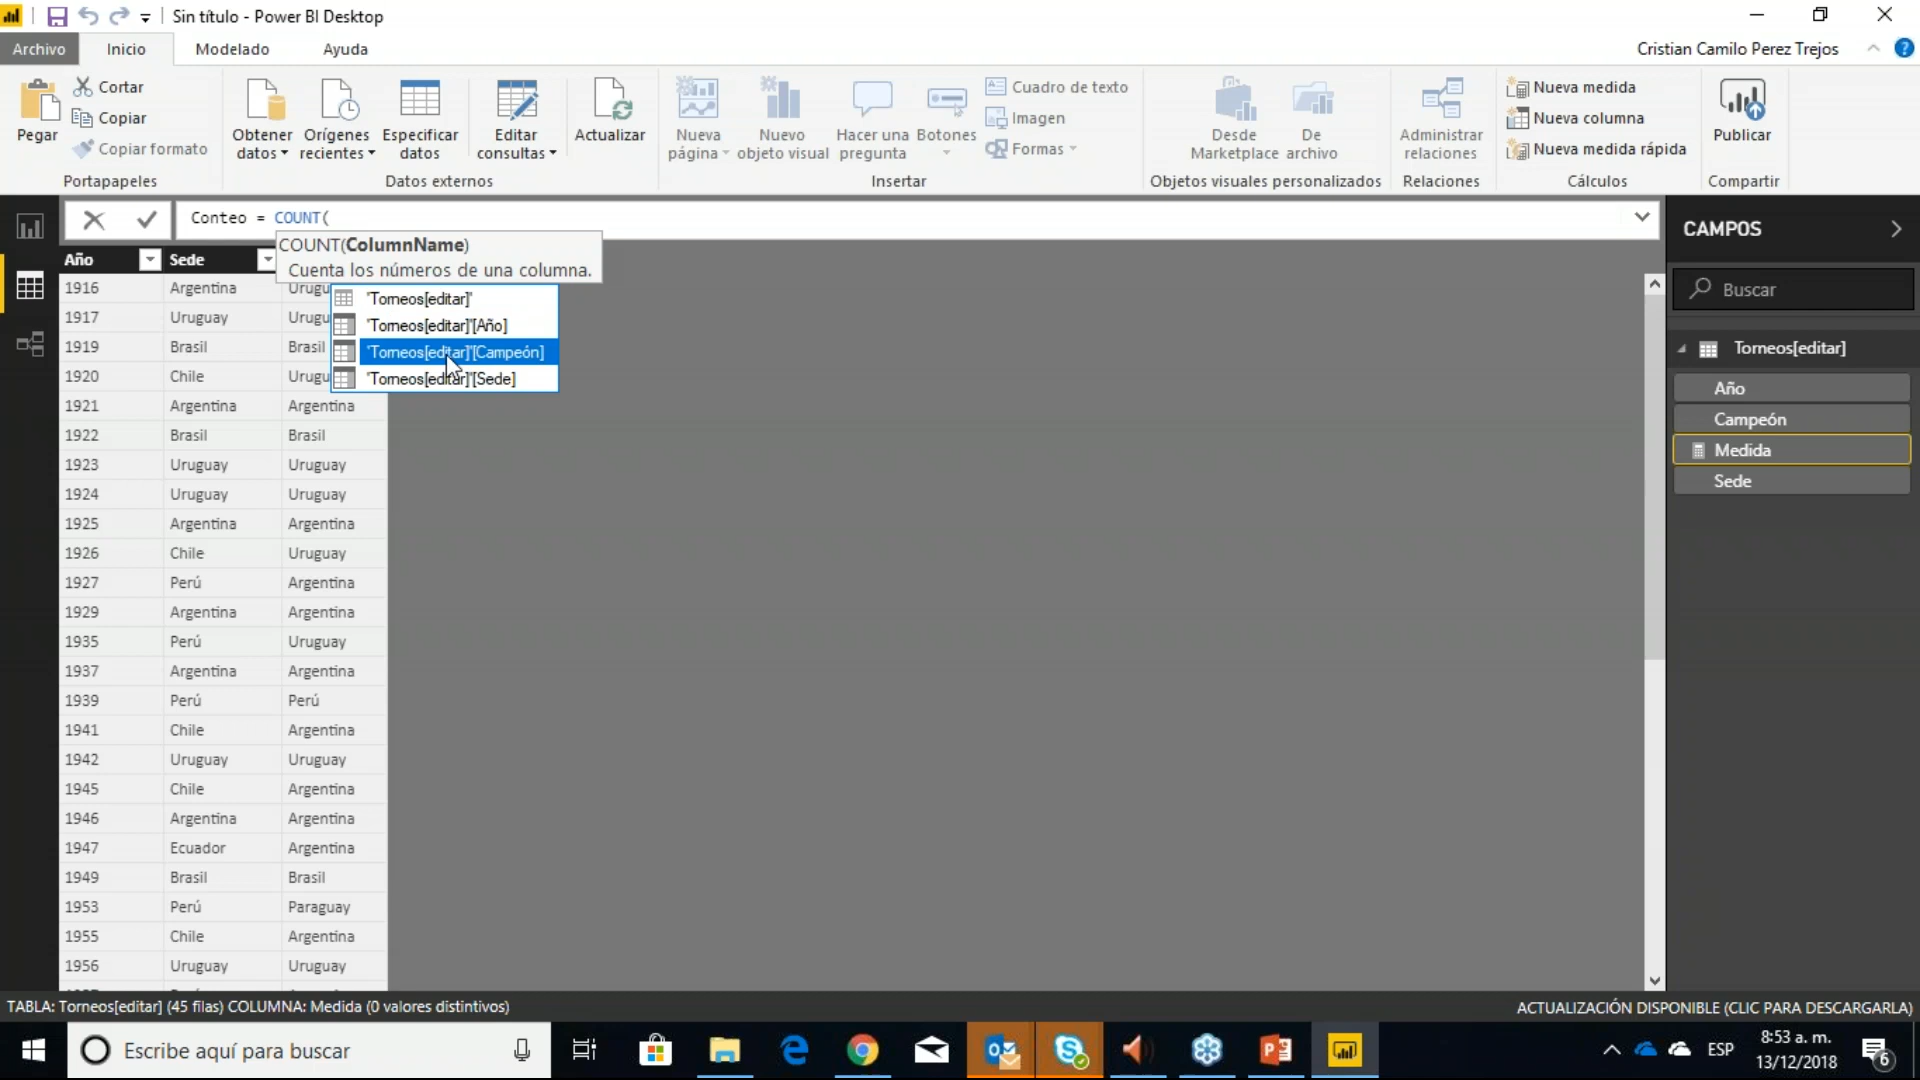 Sin título - Power BI Desktop
Archivo Inicio Modelado Ayuda Cristian Camilo Perez Trejos
Pegar
Cortar
Copiar
Copiar formato
Portapapeles
Obtener datos
Orígenes recientes
Especificar datos
Editar consultas
Datos externos
Actualizar
Nueva página
Nuevo objeto visual
Hacer una pregunta
Botones
Cuadro de texto
Imagen
Formas
Insertar
Desde Marketplace
De archivo
Objetos visuales personalizados
Administrar relaciones
Relaciones
Nueva medida
Nueva columna
Nueva medida rápida
Cálculos
Publicar
Compartir
Conteo = COUNT(
COUNT(ColumnName)
Cuenta los números de una columna.
'Torneos[editar]'
'Torneos[editar]'[Año]
'Torneos[editar]'[Campeón]
'Torneos[editar]'[Sede]
Año Sede
1916 Argentina Urugu
1917 Uruguay Urugu
1919 Brasil Brasil
1920 Chile Urugu
1921 Argentina Argentina
1922 Brasil Brasil
1923 Uruguay Uruguay
1924 Uruguay Uruguay
1925 Argentina Argentina
1926 Chile Uruguay
1927 Perú Argentina
1929 Argentina Argentina
1935 Perú Uruguay
1937 Argentina Argentina
1939 Perú Perú
1941 Chile Argentina
1942 Uruguay Uruguay
1945 Chile Argentina
1946 Argentina Argentina
1947 Ecuador Argentina
1949 Brasil Brasil
1953 Perú Paraguay
1955 Chile Argentina
1956 Uruguay Uruguay
CAMPOS
Buscar
Torneos[editar]
Año
Campeón
Medida
Sede
TABLA: Torneos[editar] (45 filas) COLUMNA: Medida (0 valores distintivos)
ACTUALIZACIÓN DISPONIBLE (CLIC PARA DESCARGARLA)
Escribe aquí para buscar
ESP
8:53 a. m.
13/12/2018
6